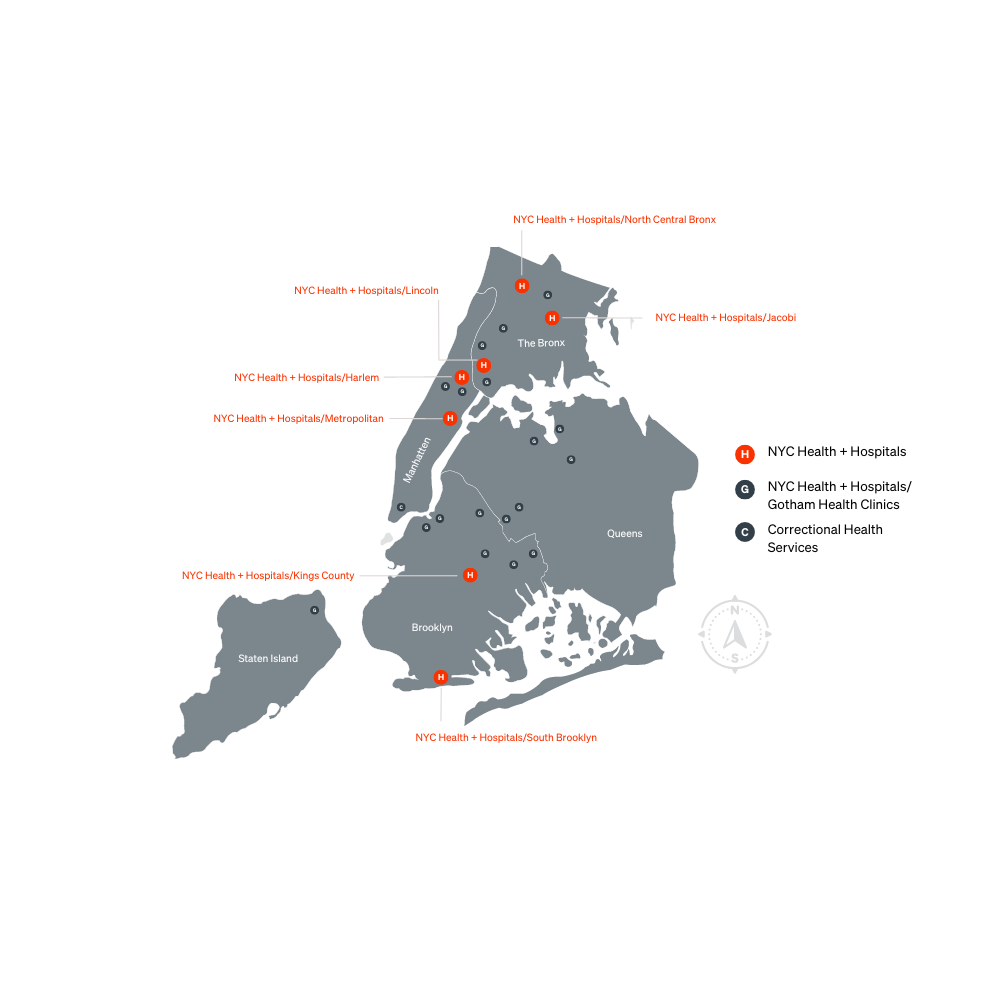 NYC Health + Hospitals/North Central Bronx
H
NYC Health + Hospitals/Lincoln
G
H
NYC Health + Hospitals/Jacobi
G
The Bronx
G
H
NYC Health + Hospitals/Harlem
H
G
G
G
NYC Health + Hospitals/Metropolitan
H
Manhatten
G
G
G
H
NYC Health + Hospitals
G
NYC Health + Hospitals/
Gotham Health Clinics
C
Correctional Health
Services
C
G
G
G
G
G
Queens
G
G
G
NYC Health + Hospitals/Kings County
H
G
Brooklyn
Staten Island
N
S
H
NYC Health + Hospitals/South Brooklyn